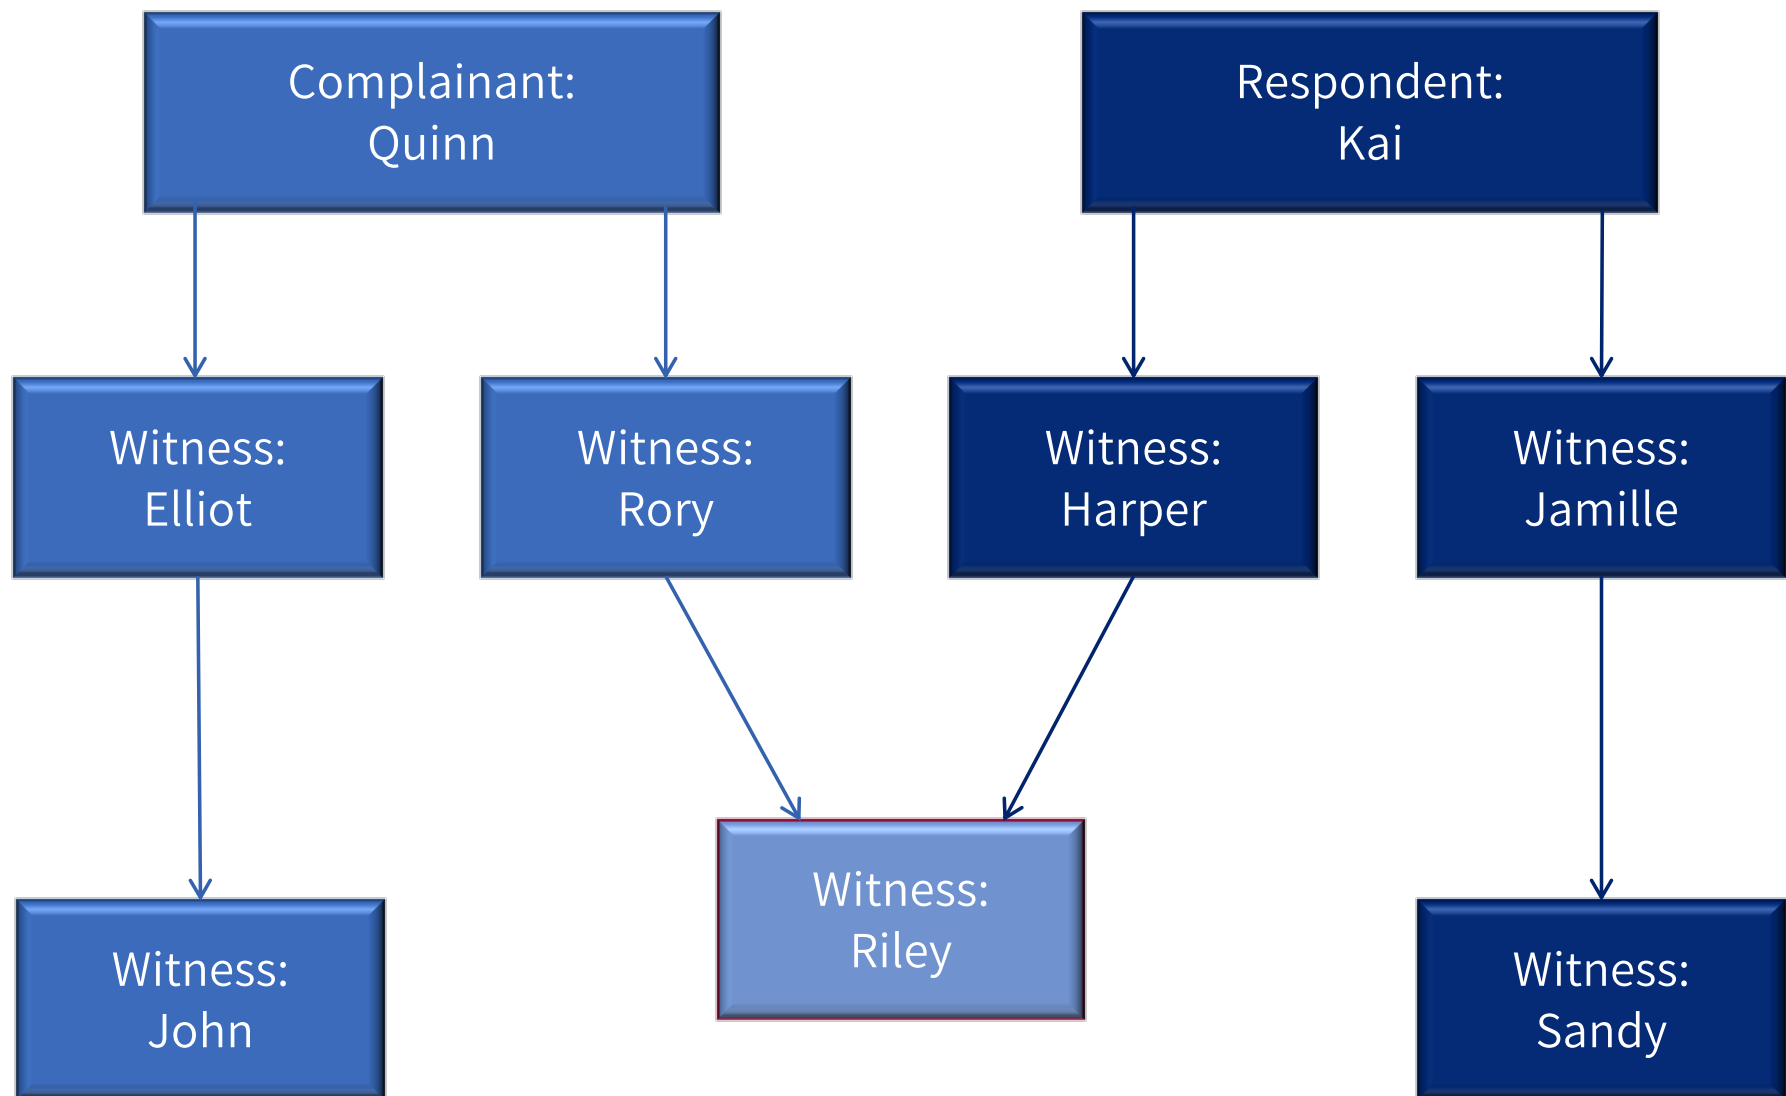 Complainant:
Quinn
Respondent:
Kai
Witness:
Elliot
Witness:
Rory
Witness:
Harper
Witness:
Jamille
Witness:
Riley
Witness:
John
Witness:
Sandy